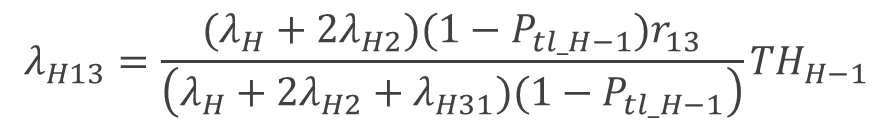 λ_{H13} = \frac{(λ_H + 2λ_{H2})(1 − P_{tl\_H−1})r_{13}}{(λ_H + 2λ_{H2} + λ_{H31})(1 − P_{tl\_H−1})} TH_{H−1}